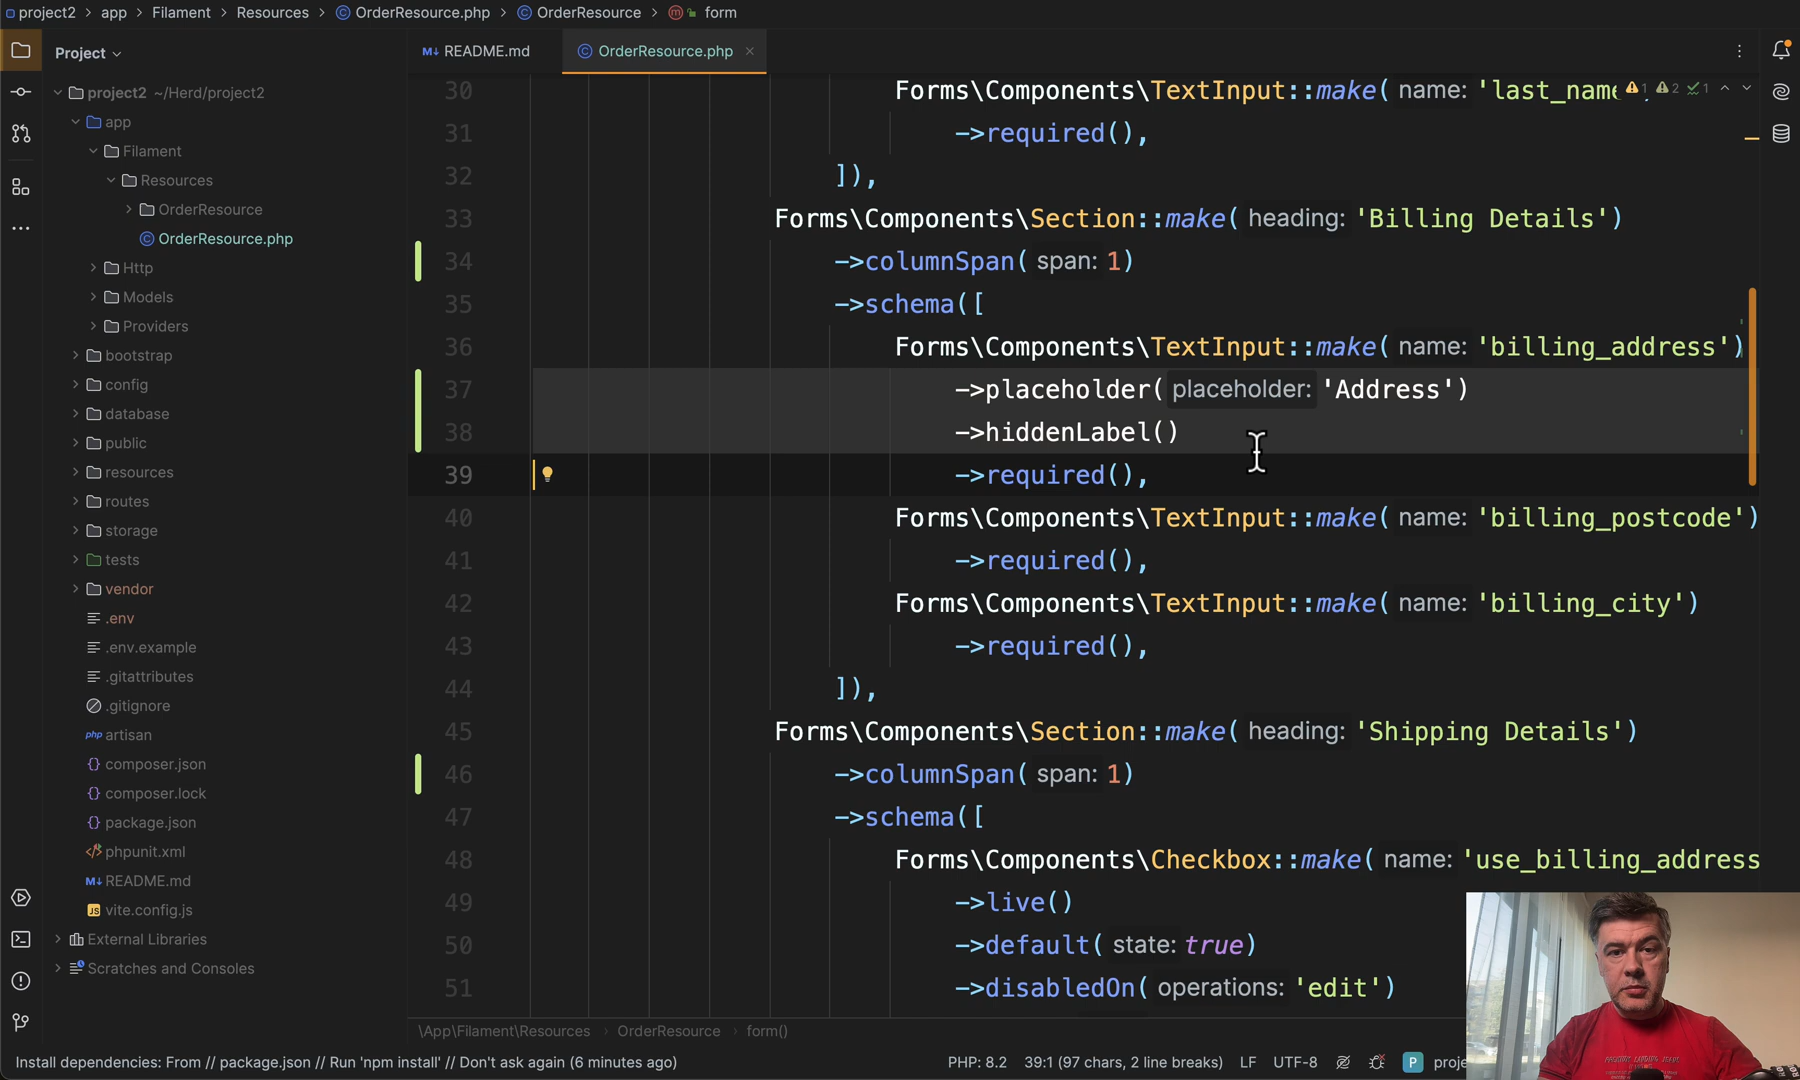 project2 > app > Filament > Resources > OrderResource.php > OrderResource > form
Project
README.md
OrderResource.php
project2 ~/Herd/project2
app
Filament
Resources
OrderResource
OrderResource.php
Http
Models
Providers
bootstrap
config
database
public
resources
routes
storage
tests
vendor
.env
.env.example
.gitattributes
.gitignore
php artisan
composer.json
composer.lock
package.json
phpunit.xml
README.md
vite.config.js
External Libraries
Scratches and Consoles
30 Forms\Components\TextInput::make( name: 'last_name 1 2 1
31 ->required(),
32 ]),
33 Forms\Components\Section::make( heading: 'Billing Details')
34 ->columnSpan( span: 1)
35 ->schema([
36 Forms\Components\TextInput::make( name: 'billing_address')
37 ->placeholder( placeholder: 'Address')
38 ->hiddenLabel()
39 ->required(),
40 Forms\Components\TextInput::make( name: 'billing_postcode')
41 ->required(),
42 Forms\Components\TextInput::make( name: 'billing_city')
43 ->required(),
44 ]),
45 Forms\Components\Section::make( heading: 'Shipping Details')
46 ->columnSpan( span: 1)
47 ->schema([
48 Forms\Components\Checkbox::make( name: 'use_billing_address
49 ->live()
50 ->default( state: true)
51 ->disabledOn( operations: 'edit')
\App\Filament\Resources > OrderResource > form()
Install dependencies: From // package.json // Run 'npm install' // Don't ask again (6 minutes ago)
PHP: 8.2 39:1 (97 chars, 2 line breaks) LF UTF-8 P proje